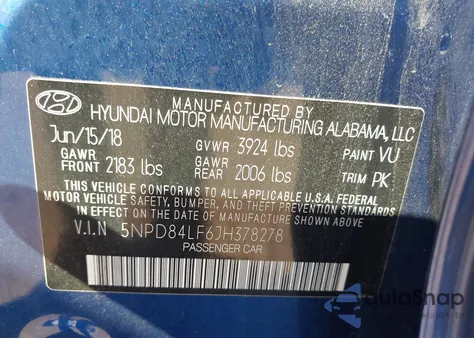 MANUFACTURED BY
HYUNDAI MOTOR MANUFACTURING ALABAMA, LLC
Jun/15/18 GVWR 3924 lbs PAINT VU
GAWR FRONT 2183 lbs GAWR REAR 2006 lbs TRIM PK
THIS VEHICLE CONFORMS TO ALL APPLICABLE U.S.A FEDERAL
MOTOR VEHICLE SAFETY, BUMPER, AND THEFT PREVENTION STANDARDS
IN EFFECT ON THE DATE OF MANUFACTURE SHOWN ABOVE.
V.I.N 5NPD84LF6JH378278
PASSENGER CAR
autoSnap